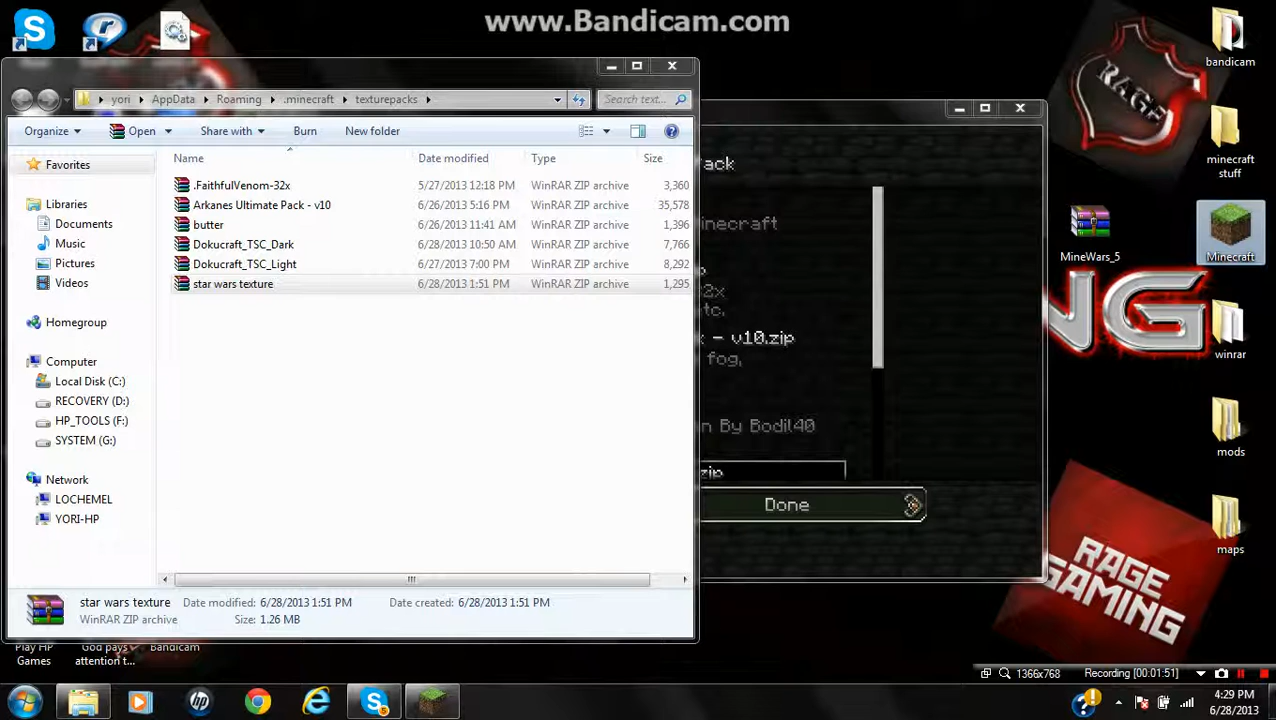 www.Bandicam.com
bandicam
yori
AppData
Roaming
.minecraft
texturepacks
Search text...
Organize
Open
Share with
Burn
New folder
Name
Date modified
Type
Size
Favorites
.FaithfulVenom-32x 5/27/2013 12:18 PM WinRAR ZIP archive 3,360
Arkanes Ultimate Pack - v10 6/26/2013 5:16 PM WinRAR ZIP archive 35,578
butter 6/26/2013 11:41 AM WinRAR ZIP archive 1,396
Dokucraft_TSC_Dark 6/28/2013 10:50 AM WinRAR ZIP archive 7,766
Dokucraft_TSC_Light 6/27/2013 7:00 PM WinRAR ZIP archive 8,292
star wars texture 6/28/2013 1:51 PM WinRAR ZIP archive 1,295
Libraries
Documents
Music
Pictures
Videos
Homegroup
Computer
Local Disk (C:)
RECOVERY (D:)
HP_TOOLS (F:)
SYSTEM (G:)
Network
LOCHEMEL
YORI-HP
star wars texture Date modified: 6/28/2013 1:51 PM Date created: 6/28/2013 1:51 PM
WinRAR ZIP archive Size: 1.26 MB
ack
inecraft
32x
tc.
x - v10.zip
fog,
n By Bodil40
zip
Done
RAGE
minecraft
stuff
MineWars_5
Minecraft
NG
winrar
mods
maps
RAGE
GAMING
Play HP
Games
God pays
attention t...
Bandicam
1366x768
Recording [00:01:51]
4:29 PM
6/28/2013